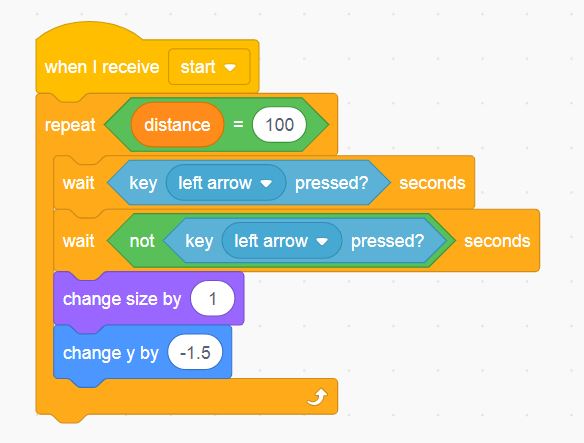 when I receive start
repeat distance = 100
wait key left arrow pressed? seconds
wait not key left arrow pressed? seconds
change size by 1
change y by -1.5